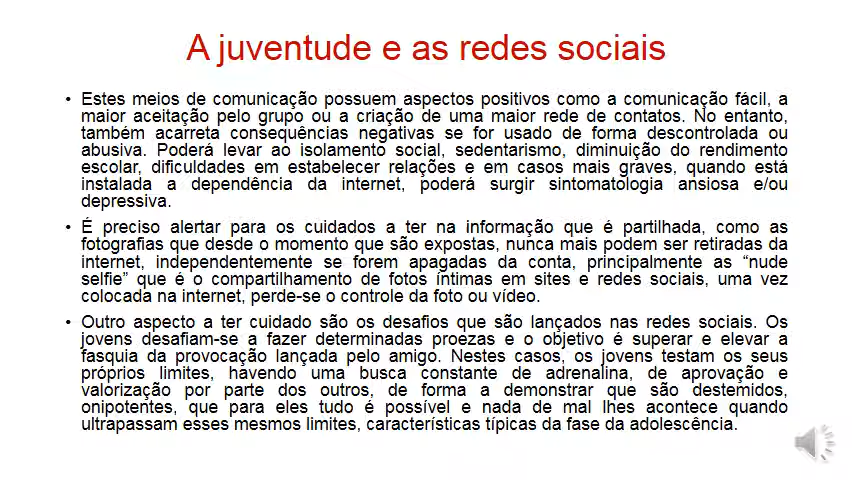 A juventude e as redes sociais
• Estes meios de comunicação possuem aspectos positivos como a comunicação fácil, a
maior aceitação pelo grupo ou a criação de uma maior rede de contatos. No entanto,
também acarreta consequências negativas se for usado de forma descontrolada ou
abusiva. Poderá levar ao isolamento social, sedentarismo, diminuição do rendimento
escolar, dificuldades em estabelecer relações e em casos mais graves, quando está
instalada a dependência da internet, poderá surgir sintomatologia ansiosa e/ou
depressiva.
• É preciso alertar para os cuidados a ter na informação que é partilhada, como as
fotografias que desde o momento que são expostas, nunca mais podem ser retiradas da
internet, independentemente se forem apagadas da conta, principalmente as “nude
selfie” que é o compartilhamento de fotos íntimas em sites e redes sociais, uma vez
colocada na internet, perde-se o controle da foto ou vídeo.
• Outro aspecto a ter cuidado são os desafios que são lançados nas redes sociais. Os
jovens desafiam-se a fazer determinadas proezas e o objetivo é superar e elevar a
fasquia da provocação lançada pelo amigo. Nestes casos, os jovens testam os seus
próprios limites, havendo uma busca constante de adrenalina, de aprovação e
valorização por parte dos outros, de forma a demonstrar que são destemidos,
onipotentes, que para eles tudo é possível e nada de mal lhes acontece quando
ultrapassam esses mesmos limites, características típicas da fase da adolescência.